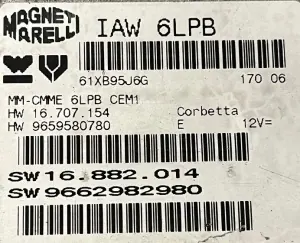 MAGNETI MARELLI IAW 6LPB
61XB95J6G 170 06
MM-CMME 6LPB CEM1
HW 16.707.154 Corbetta
HW 9659580780 E 12V=
SW16.882.014
SW9662982980